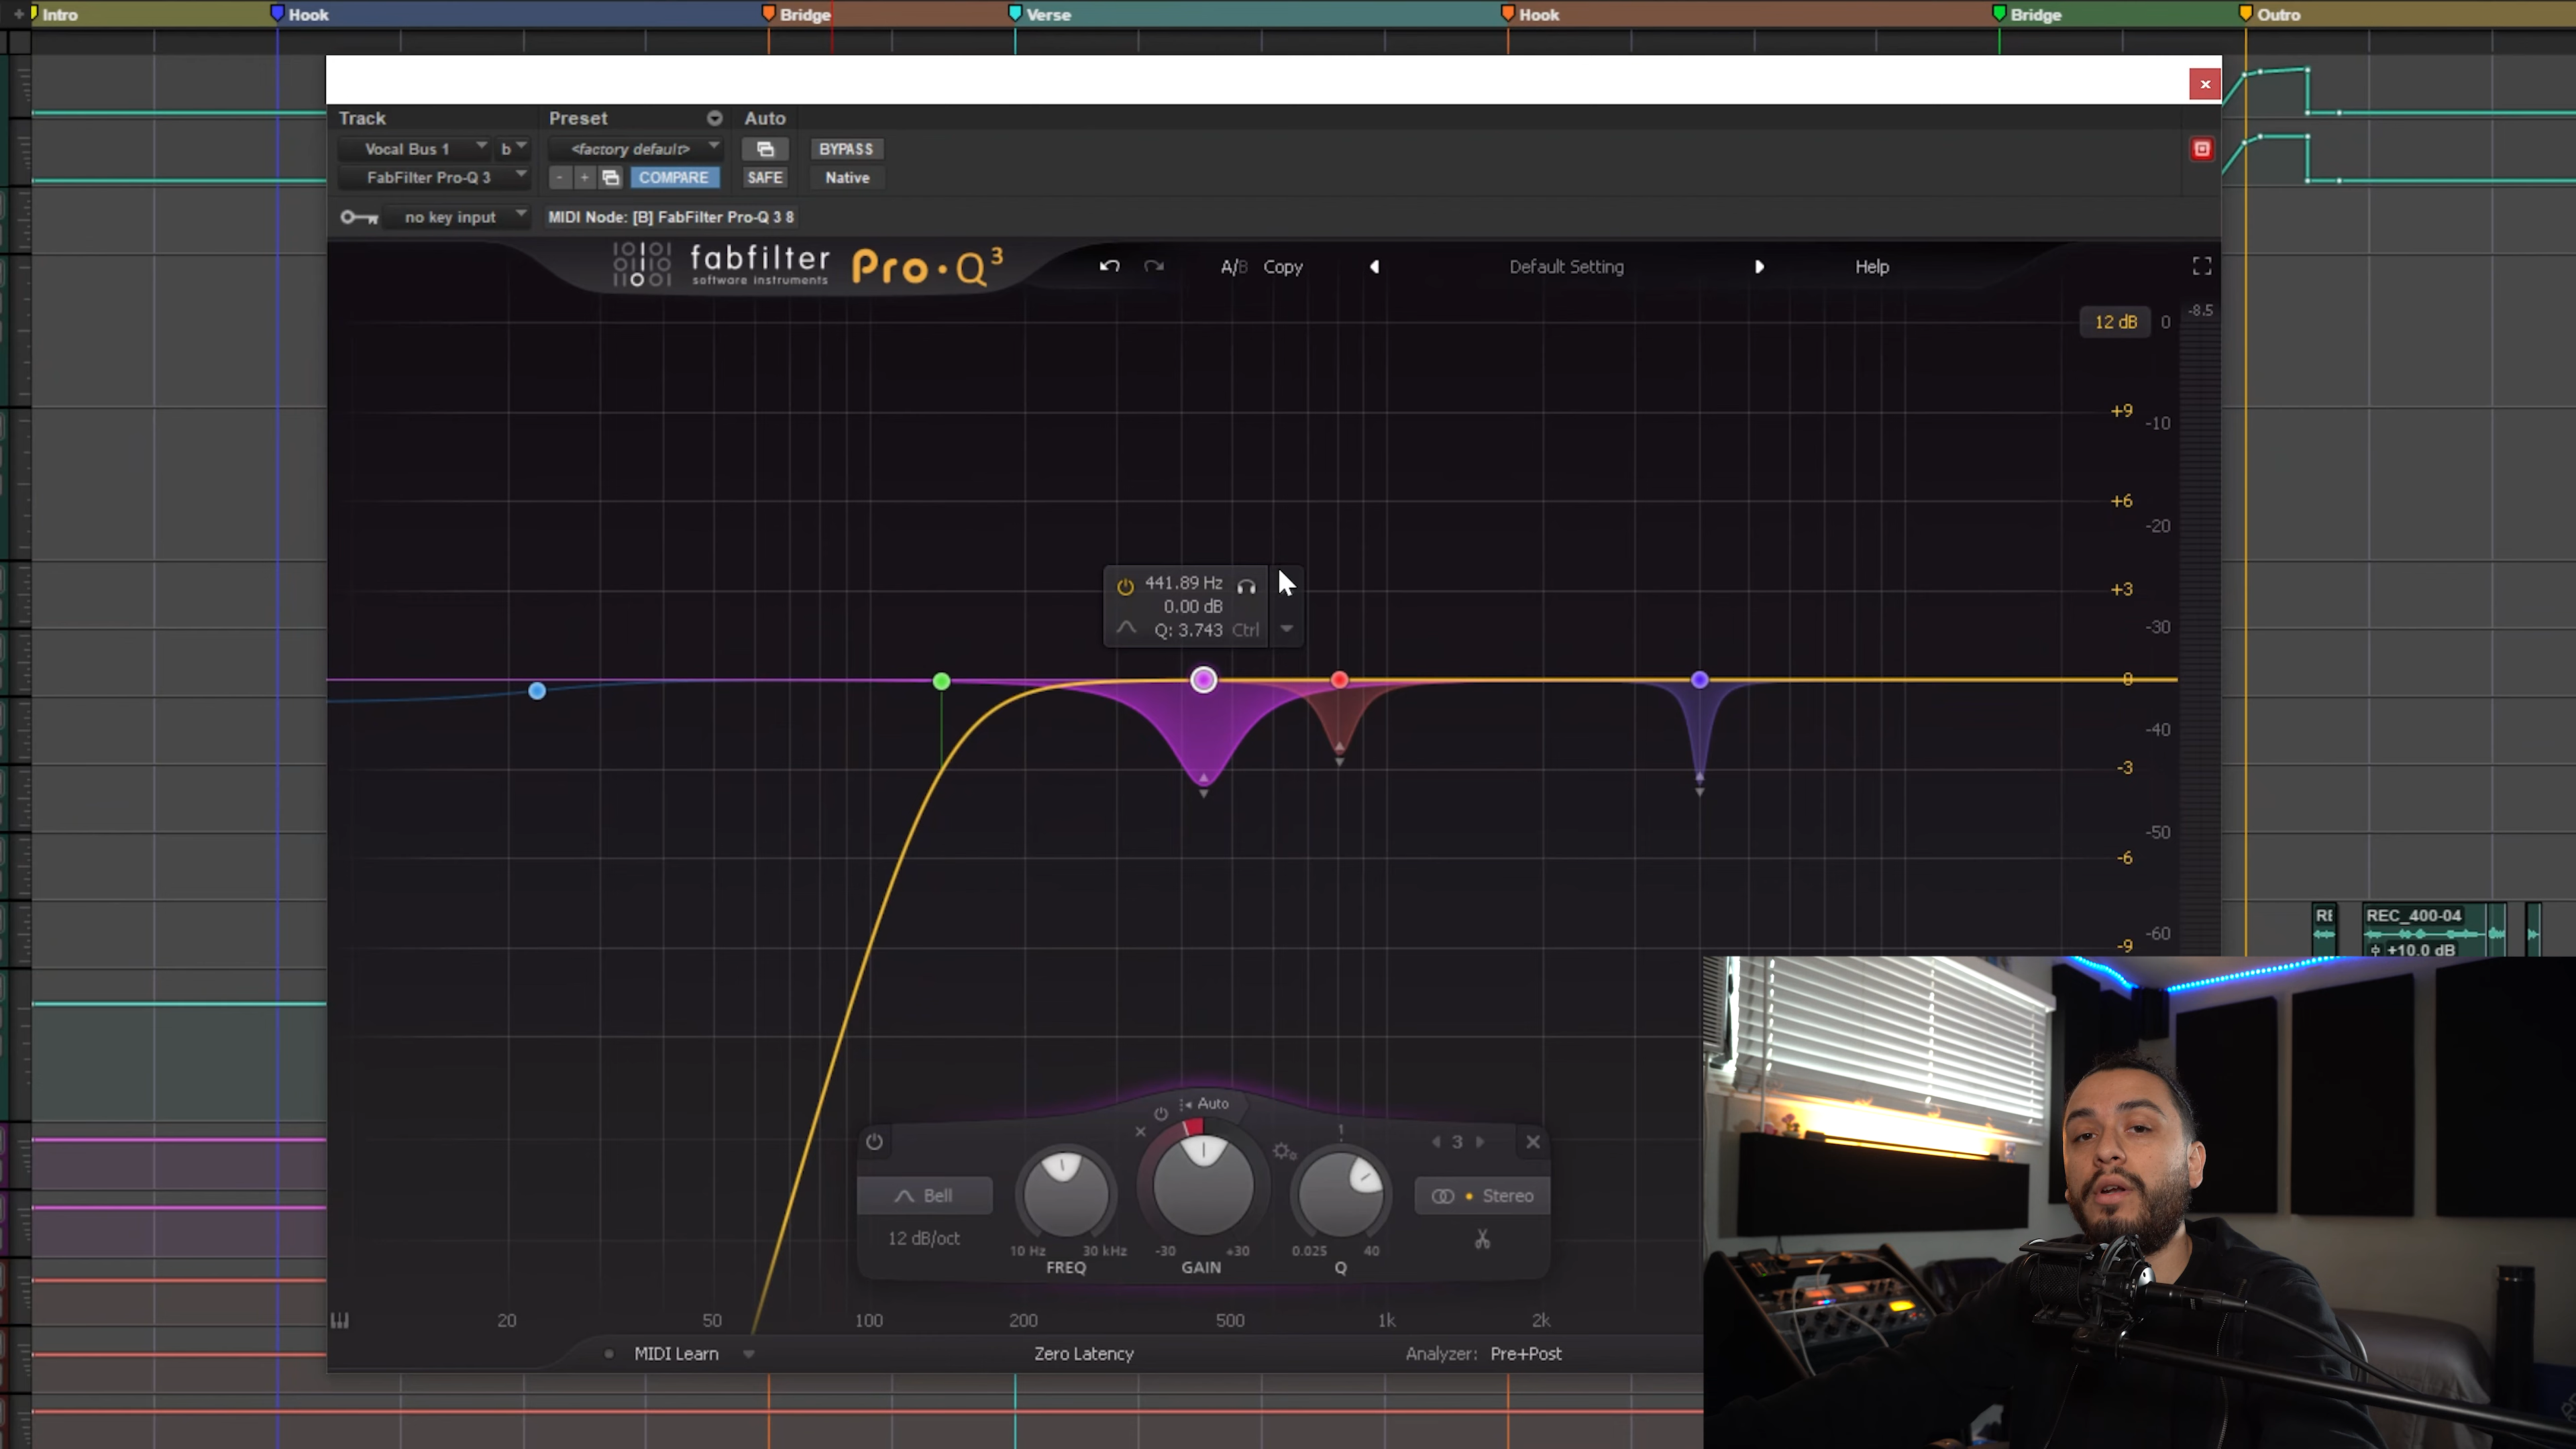 Intro
Hook
Bridge
Verse
Hook
Bridge
Outro
Track
Preset
Auto
Vocal Bus 1
b
<factory default>
BYPASS
FabFilter Pro-Q 3
- +
COMPARE
SAFE
Native
no key input
MIDI Node: [B] FabFilter Pro-Q 3 8
fabfilter
software instruments
Pro·Q3
A/B
Copy
Default Setting
Help
-8.5
12 dB
0
+9
-10
+6
-20
441.89 Hz
0.00 dB
Q: 3.743 Ctrl
+3
-30
0
-40
-3
-50
-6
-60
-9
REC_400-04
+10.0 dB
Auto
3
Bell
Stereo
12 dB/oct
10 Hz 30 kHz
FREQ
-30 +30
GAIN
0.025 40
Q
20 50 100 200 500 1k 2k
MIDI Learn
Zero Latency
Analyzer: Pre+Post